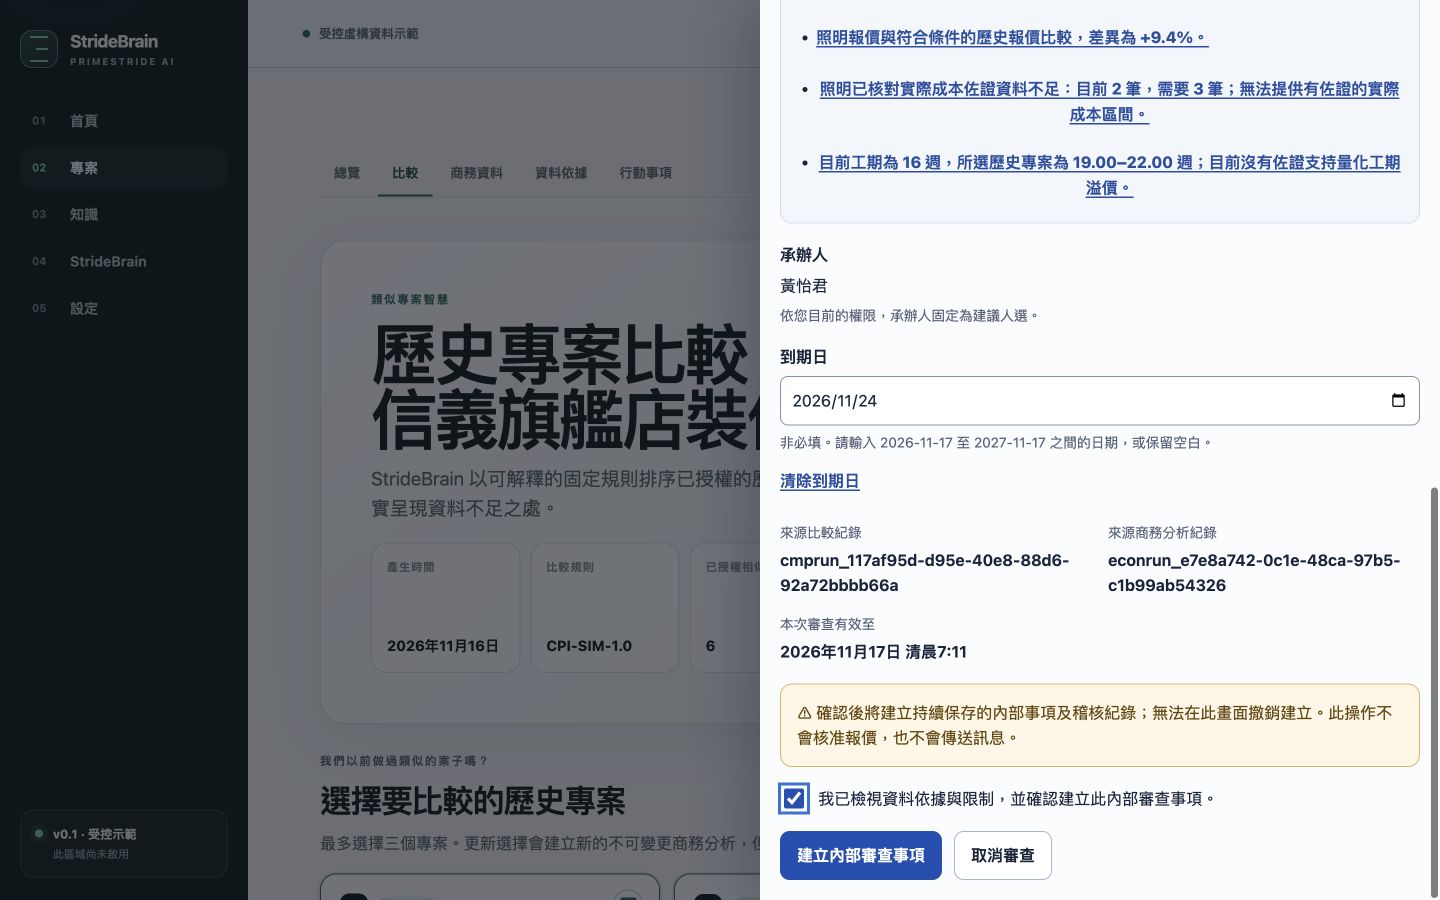 StrideBrain
PRIMESTRIDE AI
01 首頁
02 專案
03 知識
04 StrideBrain
05 設定
v0.1 · 受控示範
此區域尚未啟用
受控虛構資料示範
總覽 比較 商務資料 資料依據 行動事項
類似專案智慧
歷史專案比較
信義旗艦店裝
StrideBrain 以可解釋的固定規則排序已授權的
實呈現資料不足之處。
產生時間
2026年11月16日
比較規則
CPI-SIM-1.0
已授權相
6
我們以前做過類似的案子嗎?
選擇要比較的歷史專案
最多選擇三個專案。更新選擇會建立新的不可變更商務分析,
• 照明報價與符合條件的歷史報價比較,差異為 +9.4%。
• 照明已核對實際成本佐證資料不足:目前 2 筆,需要 3 筆;無法提供有佐證的實際
成本區間。
• 目前工期為 16 週,所選歷史專案為 19.00–22.00 週;目前沒有佐證支持量化工期
溢價。
承辦人
黃怡君
依您目前的權限,承辦人固定為建議人選。
到期日
2026/11/24
非必填。請輸入 2026-11-17 至 2027-11-17 之間的日期,或保留空白。
清除到期日
來源比較紀錄
cmprun_117af95d-d95e-40e8-88d6-
92a72bbbb66a
來源商務分析紀錄
econrun_e7e8a742-0c1e-48ca-97b5-
c1b99ab54326
本次審查有效至
2026年11月17日 清晨7:11
⚠ 確認後將建立持續保存的內部事項及稽核紀錄;無法在此畫面撤銷建立。此操作不
會核准報價,也不會傳送訊息。
我已檢視資料依據與限制,並確認建立此內部審查事項。
建立內部審查事項 取消審查